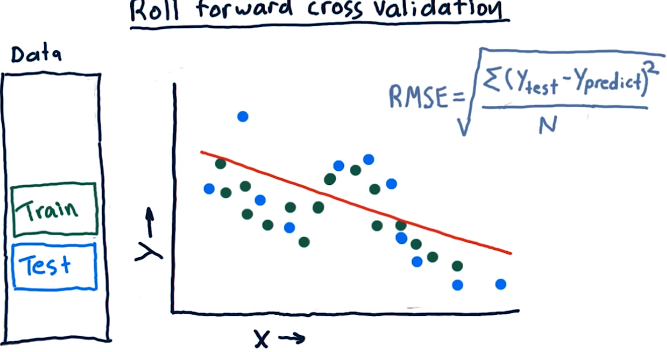 Roll forward cross validation
Data
RMSE = √Σ(Ytest-Ypredict)² / N
Train
Test
Y →
X →